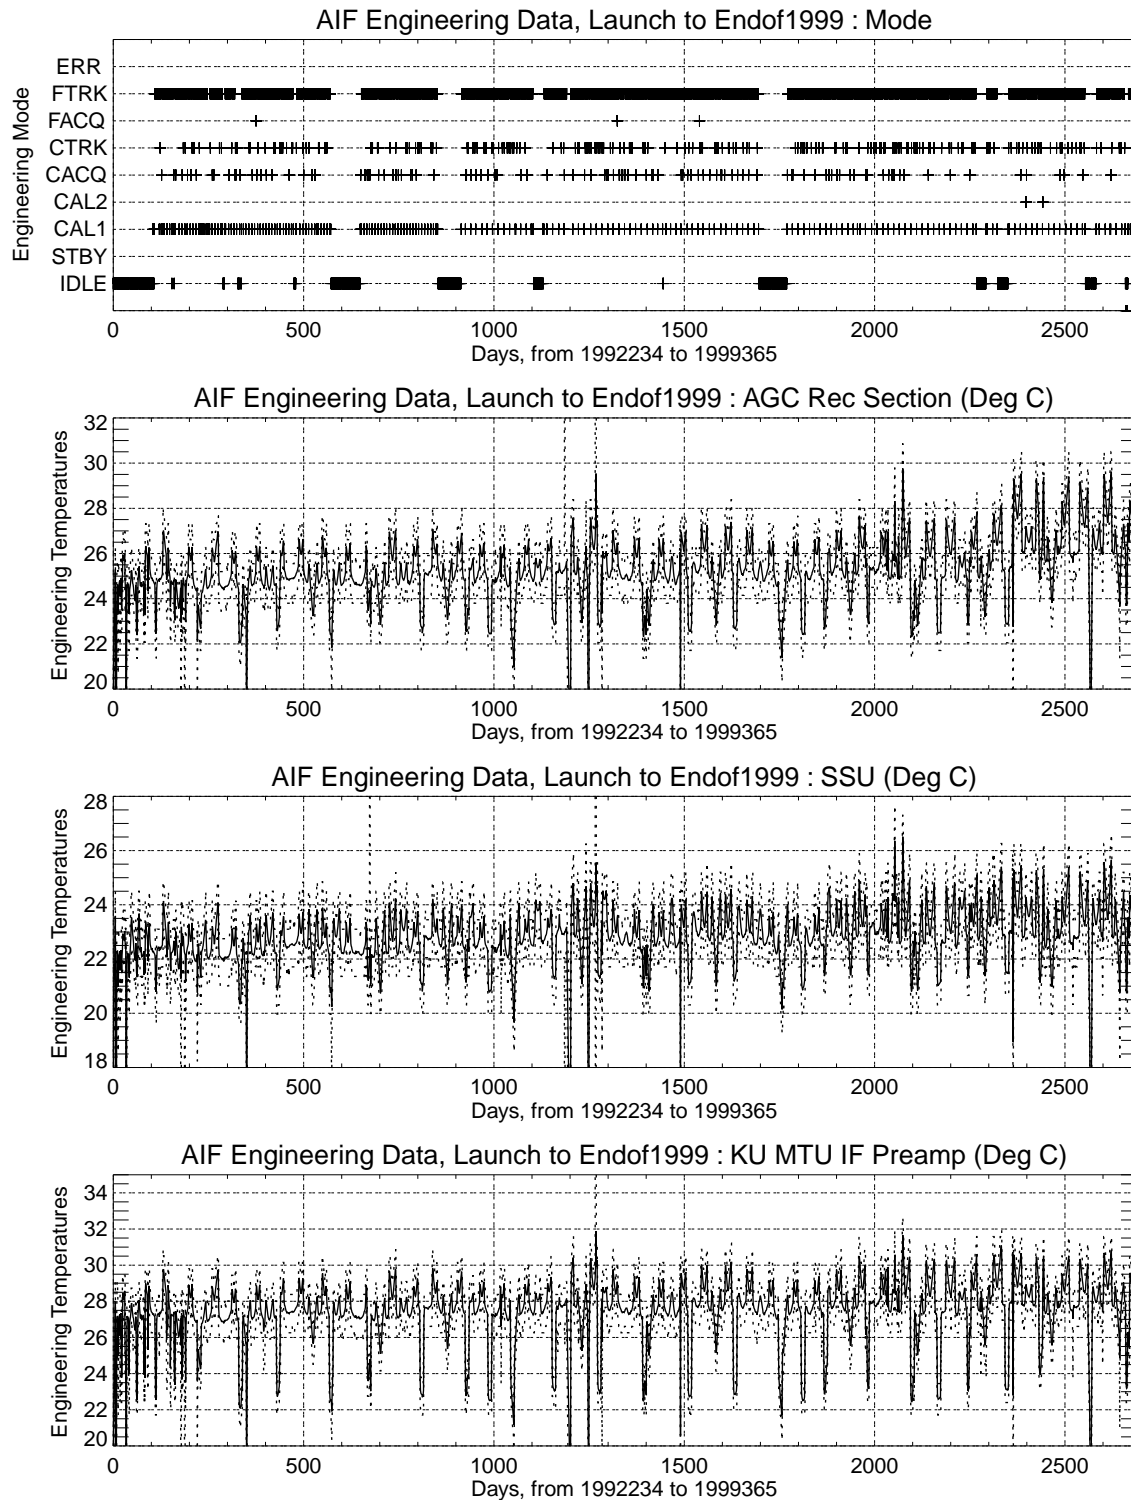 AIF Engineering Data, Launch to Endof1999 : Mode
Engineering Mode
ERR
FTRK
FACQ
CTRK
CACQ
CAL2
CAL1
STBY
IDLE
0 500 1000 1500 2000 2500
Days, from 1992234 to 1999365
AIF Engineering Data, Launch to Endof1999 : AGC Rec Section (Deg C)
Engineering Temperatures
32
30
28
26
24
22
20
0 500 1000 1500 2000 2500
Days, from 1992234 to 1999365
AIF Engineering Data, Launch to Endof1999 : SSU (Deg C)
Engineering Temperatures
28
26
24
22
20
18
0 500 1000 1500 2000 2500
Days, from 1992234 to 1999365
AIF Engineering Data, Launch to Endof1999 : KU MTU IF Preamp (Deg C)
Engineering Temperatures
34
32
30
28
26
24
22
20
0 500 1000 1500 2000 2500
Days, from 1992234 to 1999365